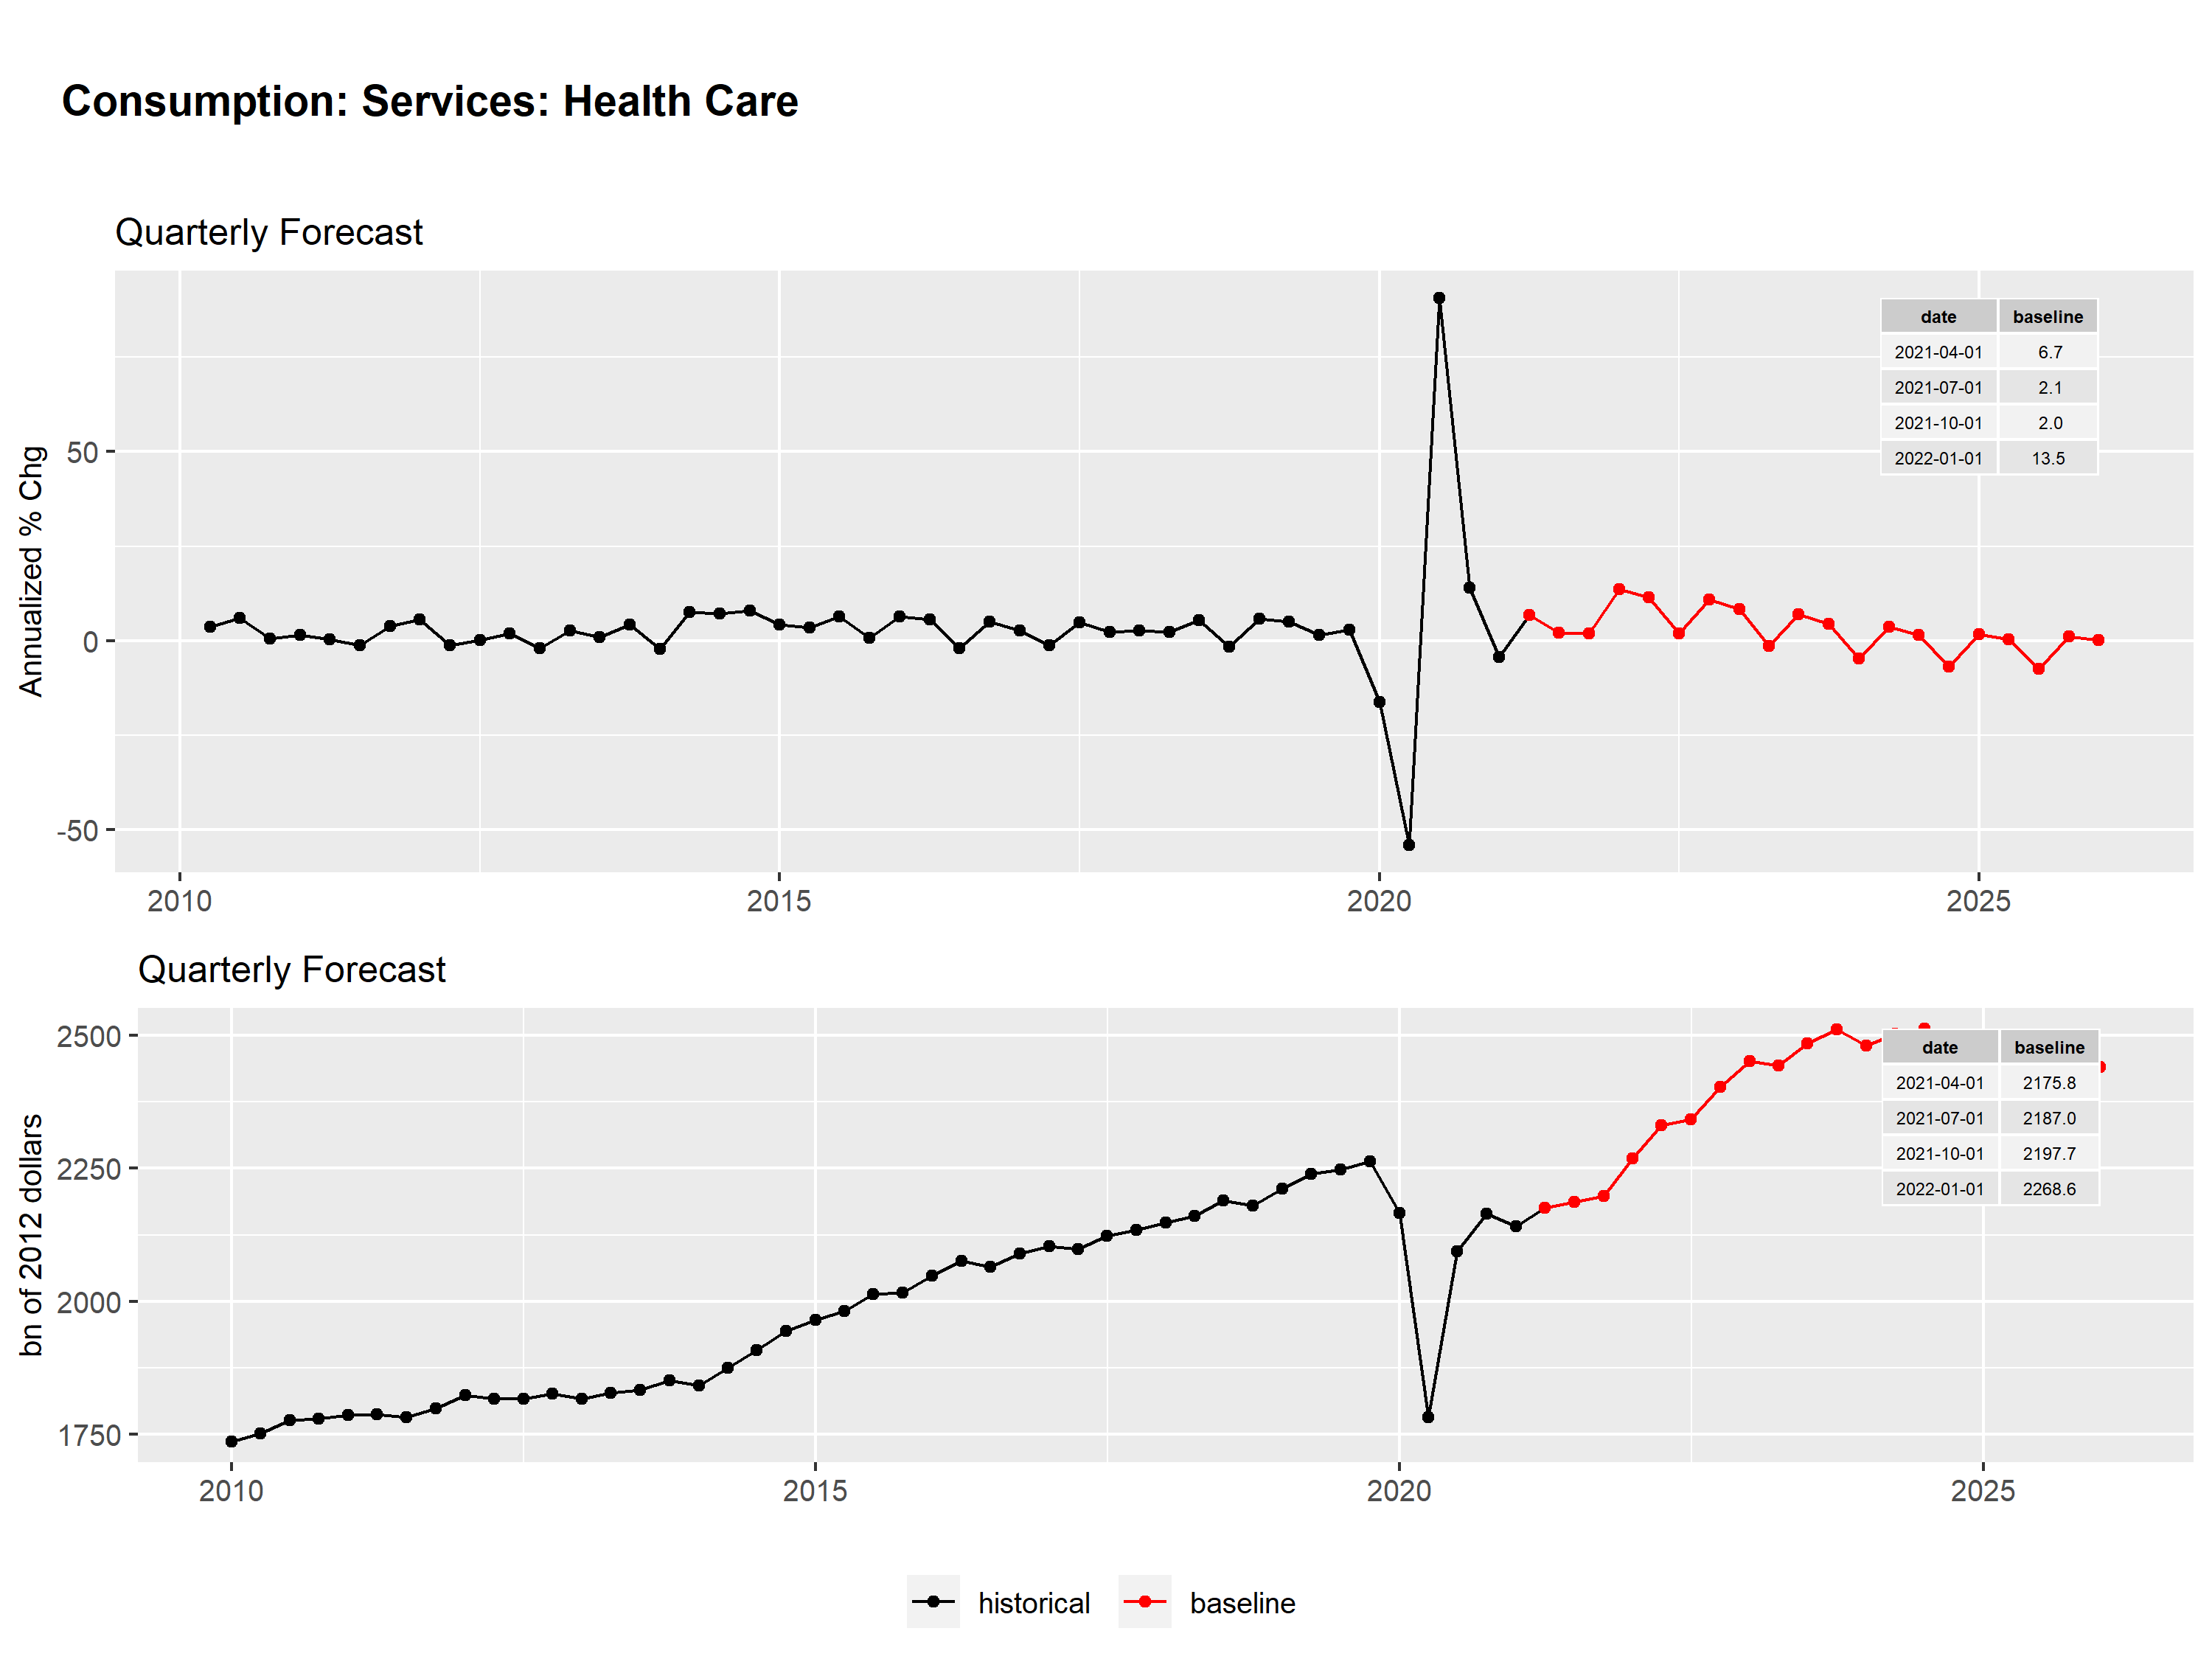 Consumption: Services: Health Care
Quarterly Forecast
Annualized % Chg
50
0
-50
2010 2015 2020 2025
date baseline
2021-04-01 6.7
2021-07-01 2.1
2021-10-01 2.0
2022-01-01 13.5
Quarterly Forecast
bn of 2012 dollars
2500
2250
2000
1750
2010 2015 2020 2025
date baseline
2021-04-01 2175.8
2021-07-01 2187.0
2021-10-01 2197.7
2022-01-01 2268.6
historical baseline